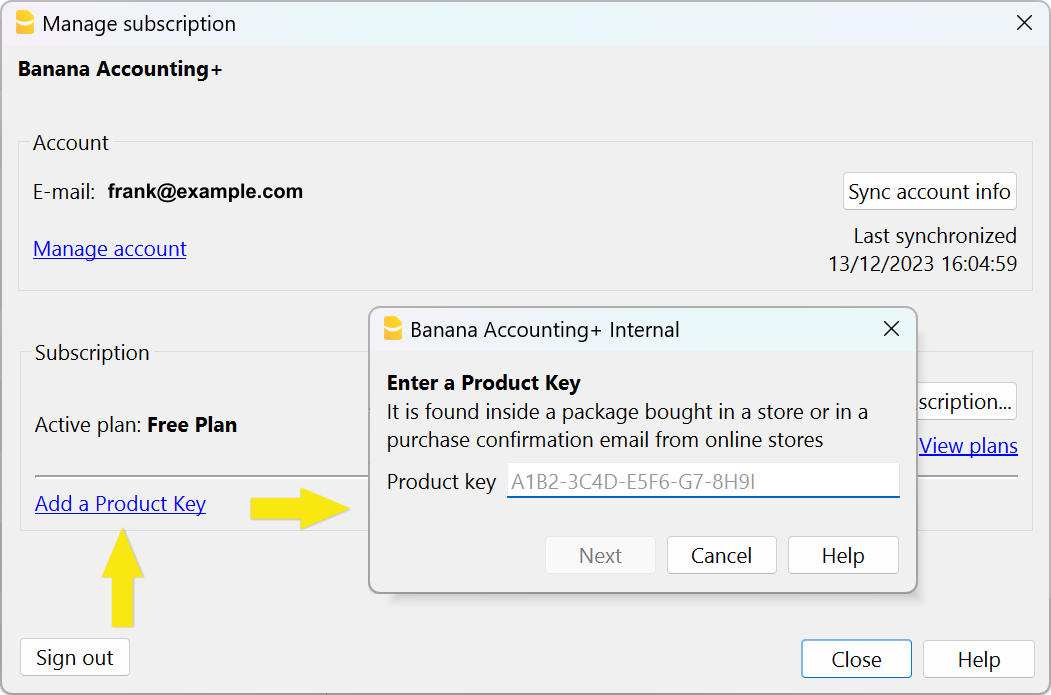 Manage subscription
Banana Accounting+
Account
E-mail: frank@example.com
Sync account info
Manage account
Last synchronized
13/12/2023 16:04:59
Subscription
Active plan: Free Plan
scription...
View plans
Add a Product Key
Banana Accounting+ Internal
Enter a Product Key
It is found inside a package bought in a store or in a
purchase confirmation email from online stores
Product key A1B2-3C4D-E5F6-G7-8H9I
Next Cancel Help
Sign out
Close Help